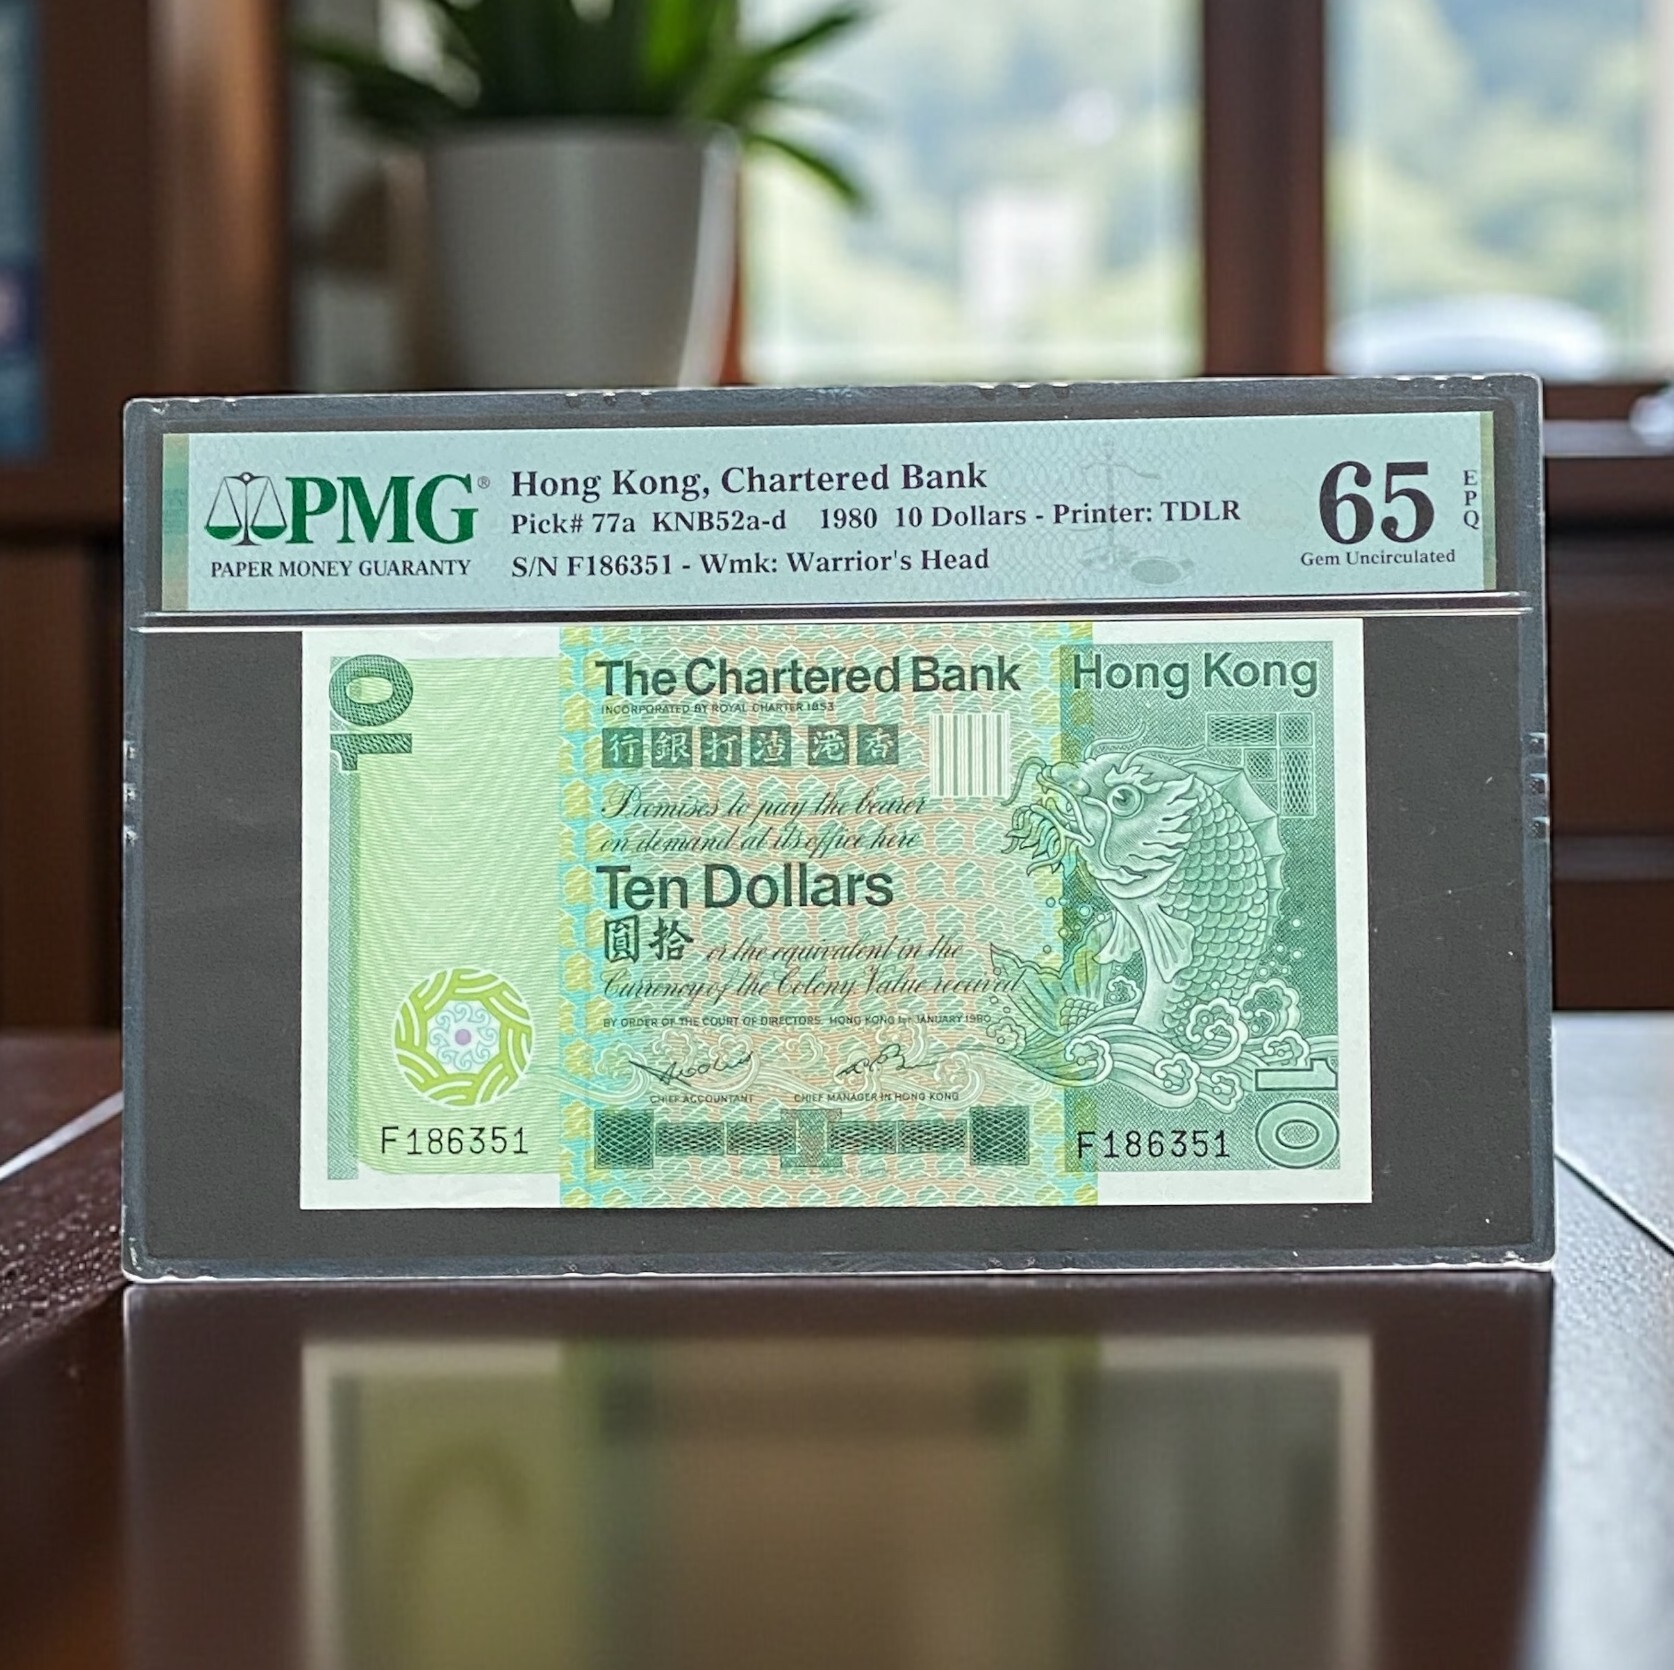 PMG®
PAPER MONEY GUARANTY
Hong Kong, Chartered Bank
Pick# 77a KNB52a-d 1980 10 Dollars - Printer: TDLR
S/N F186351 - Wmk: Warrior's Head
65
EPQ
Gem Uncirculated
10
The Chartered Bank
Hong Kong
INCORPORATED BY ROYAL CHARTER 1853
行銀打渣港香
Promises to pay the bearer
on demand at its office here
Ten Dollars
圓拾 or the equivalent in the
Currency of the Colony Value received
BY ORDER OF THE COURT OF DIRECTORS. HONG KONG 1st JANUARY 1980
CHIEF ACCOUNTANT
CHIEF MANAGER IN HONG KONG
F186351
F186351
10